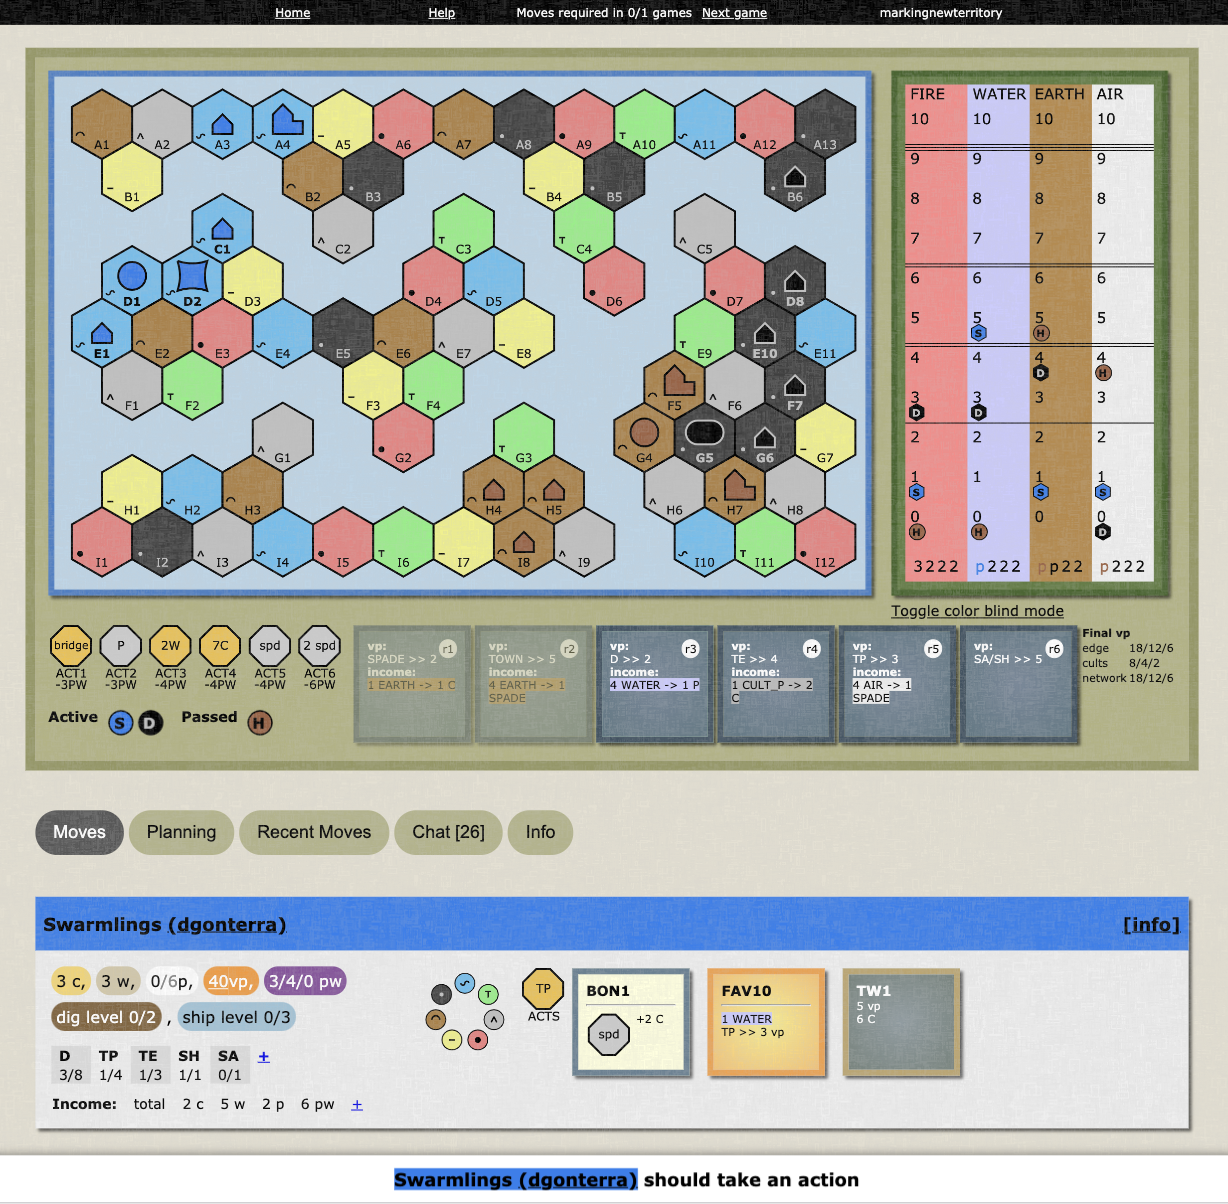 Home Help Moves required in 0/1 games Next game markingnewterritory
A1 A2 A3 A4 A5 A6 A7 A8 A9 A10 A11 A12 A13
B1 B2 B3 B4 B5 B6
C1 C2 C3 C4 C5
D1 D2 D3 D4 D5 D6 D7 D8
E1 E2 E3 E4 E5 E6 E7 E8 E9 E10 E11
F1 F2 F3 F4 F5 F6 F7
G1 G2 G3 G4 G5 G6 G7
H1 H2 H3 H4 H5 H6 H7 H8
I1 I2 I3 I4 I5 I6 I7 I8 I9 I10 I11 I12
FIRE WATER EARTH AIR
10 10 10 10
9 9 9 9
8 8 8 8
7 7 7 7
6 6 6 6
5 5 5 5
S H
4 4 4 4
D H
3 3 3 3
D D
2 2 2 2
1 1 1 1
S S S
0 0 0 0
H H D
3222 p222 pp22 p222
Toggle color blind mode
bridge P 2W 7C spd 2 spd
ACT1 ACT2 ACT3 ACT4 ACT5 ACT6
-3PW -3PW -4PW -4PW -4PW -6PW
Active S D Passed H
r1
vp:
SPADE >> 2
income:
1 EARTH -> 1 C
r2
vp:
TOWN >> 5
income:
4 EARTH -> 1
SPADE
r3
vp:
D >> 2
income:
4 WATER -> 1 P
r4
vp:
TE >> 4
income:
1 CULT_P -> 2
C
r5
vp:
TP >> 3
income:
4 AIR -> 1
SPADE
r6
vp:
SA/SH >> 5
Final vp
edge 18/12/6
cults 8/4/2
network 18/12/6
Moves Planning Recent Moves Chat [26] Info
Swarmlings (dgonterra) [info]
3 c, 3 w, 0/6p, 40vp, 3/4/0 pw
dig level 0/2 , ship level 0/3
D TP TE SH SA +
3/8 1/4 1/3 1/1 0/1
Income: total 2 c 5 w 2 p 6 pw +
TP
ACTS
BON1
spd +2 C
FAV10
1 WATER
TP >> 3 vp
TW1
5 vp
6 C
Swarmlings (dgonterra) should take an action